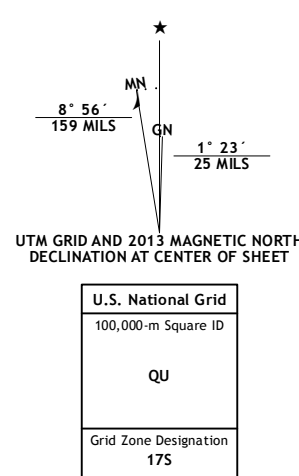 MN
8° 56´
159 MILS
GN
1° 23´
25 MILS
UTM GRID AND 2013 MAGNETIC NORTH
DECLINATION AT CENTER OF SHEET
U.S. National Grid
100,000-m Square ID
QU
Grid Zone Designation
17S